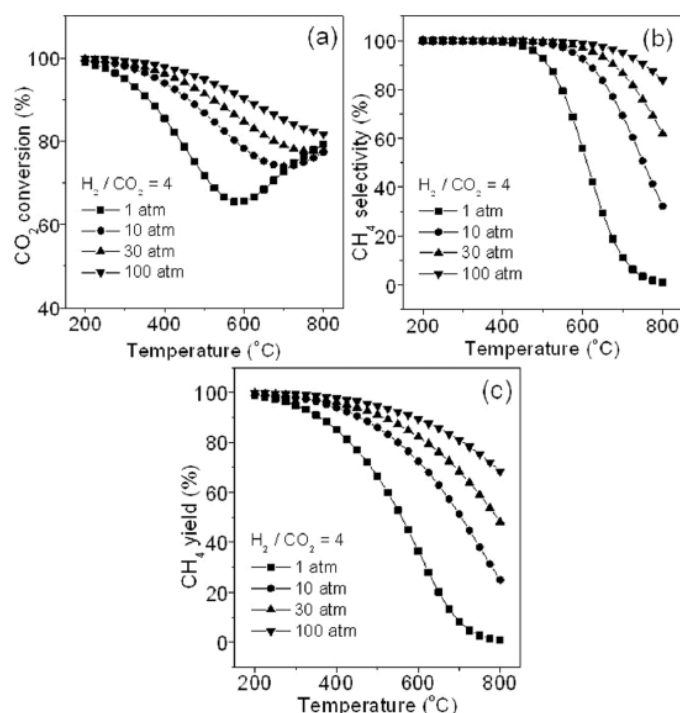 (a)
CO₂ conversion (%)
100
80
60
40
H₂ / CO₂ = 4
1 atm
10 atm
30 atm
100 atm
200 400 600 800
Temperature (°C)
(b)
CH₄ selectivity (%)
100
80
60
40
20
0
H₂ / CO₂ = 4
1 atm
10 atm
30 atm
100 atm
200 400 600 800
Temperature (°C)
(c)
CH₄ yield (%)
100
80
60
40
20
0
H₂ / CO₂ = 4
1 atm
10 atm
30 atm
100 atm
200 400 600 800
Temperature (°C)